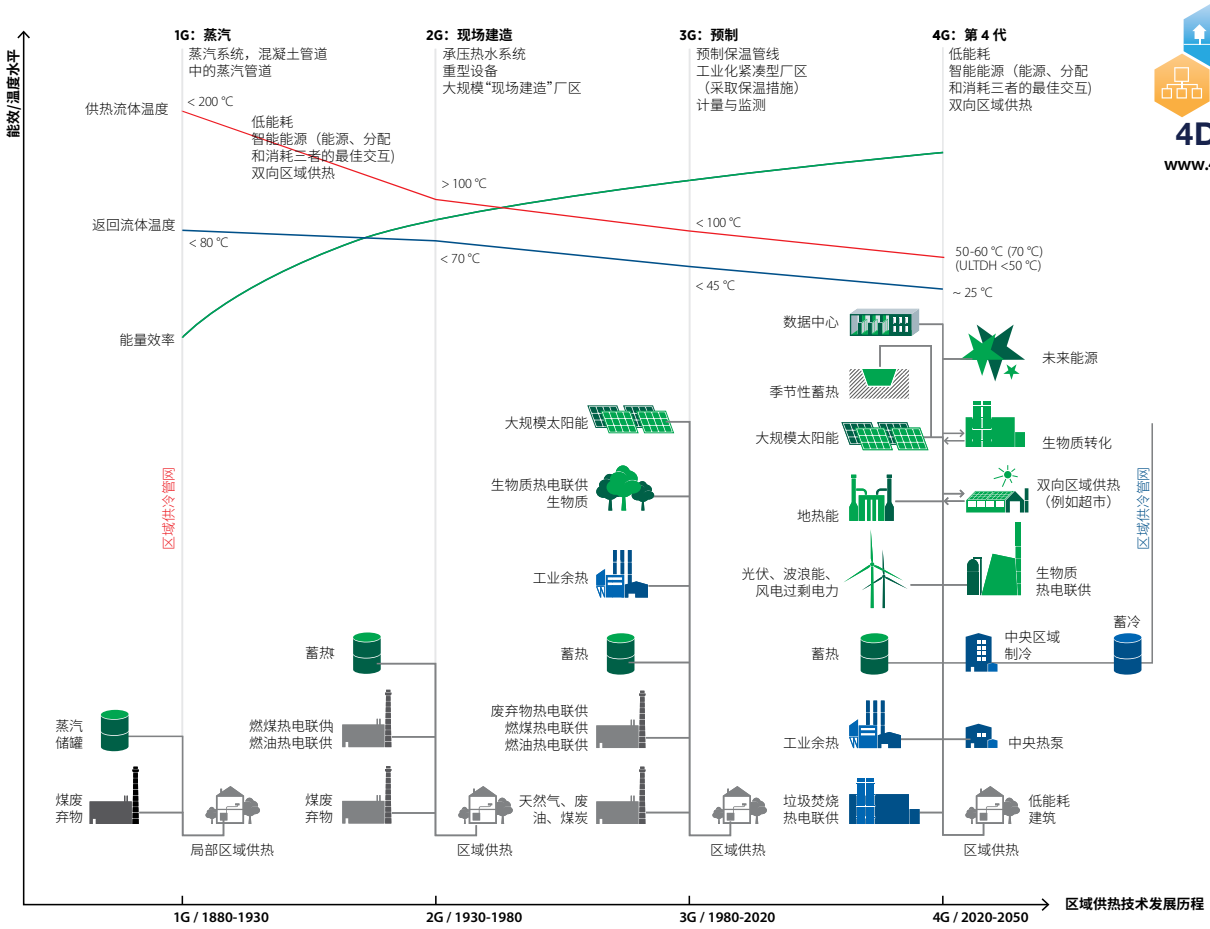 能效/温度水平
1G：蒸汽
蒸汽系统，混凝土管道
中的蒸汽管道
2G：现场建造
承压热水系统
重型设备
大规模“现场建造”厂区
3G：预制
预制保温管线
工业化紧凑型厂区
（采取保温措施）
计量与监测
4G：第 4 代
低能耗
智能能源（能源、分配
和消耗三者的最佳交互)
双向区域供热
4D
www.4
供热流体温度
< 200 ℃
低能耗
智能能源（能源、分配
和消耗三者的最佳交互)
双向区域供热
> 100 ℃
< 100 ℃
50-60 ℃ (70 ℃)
(ULTDH <50 ℃)
返回流体温度
< 80 ℃
< 70 ℃
< 45 ℃
~ 25 ℃
能量效率
区域供冷管网
数据中心
未来能源
季节性蓄热
大规模太阳能
大规模太阳能
生物质转化
生物质热电联供
生物质
地热能
双向区域供热
（例如超市）
区域供冷管网
工业余热
光伏、波浪能、
风电过剩电力
生物质
热电联供
蓄热
蓄热
蓄热
中央区域
制冷
蓄冷
蒸汽
储罐
燃煤热电联供
燃油热电联供
废弃物热电联供
燃煤热电联供
燃油热电联供
工业余热
中央热泵
煤废
弃物
煤废
弃物
天然气、废
油、煤炭
垃圾焚烧
热电联供
低能耗
建筑
局部区域供热
区域供热
区域供热
区域供热
1G / 1880-1930
2G / 1930-1980
3G / 1980-2020
4G / 2020-2050
区域供热技术发展历程